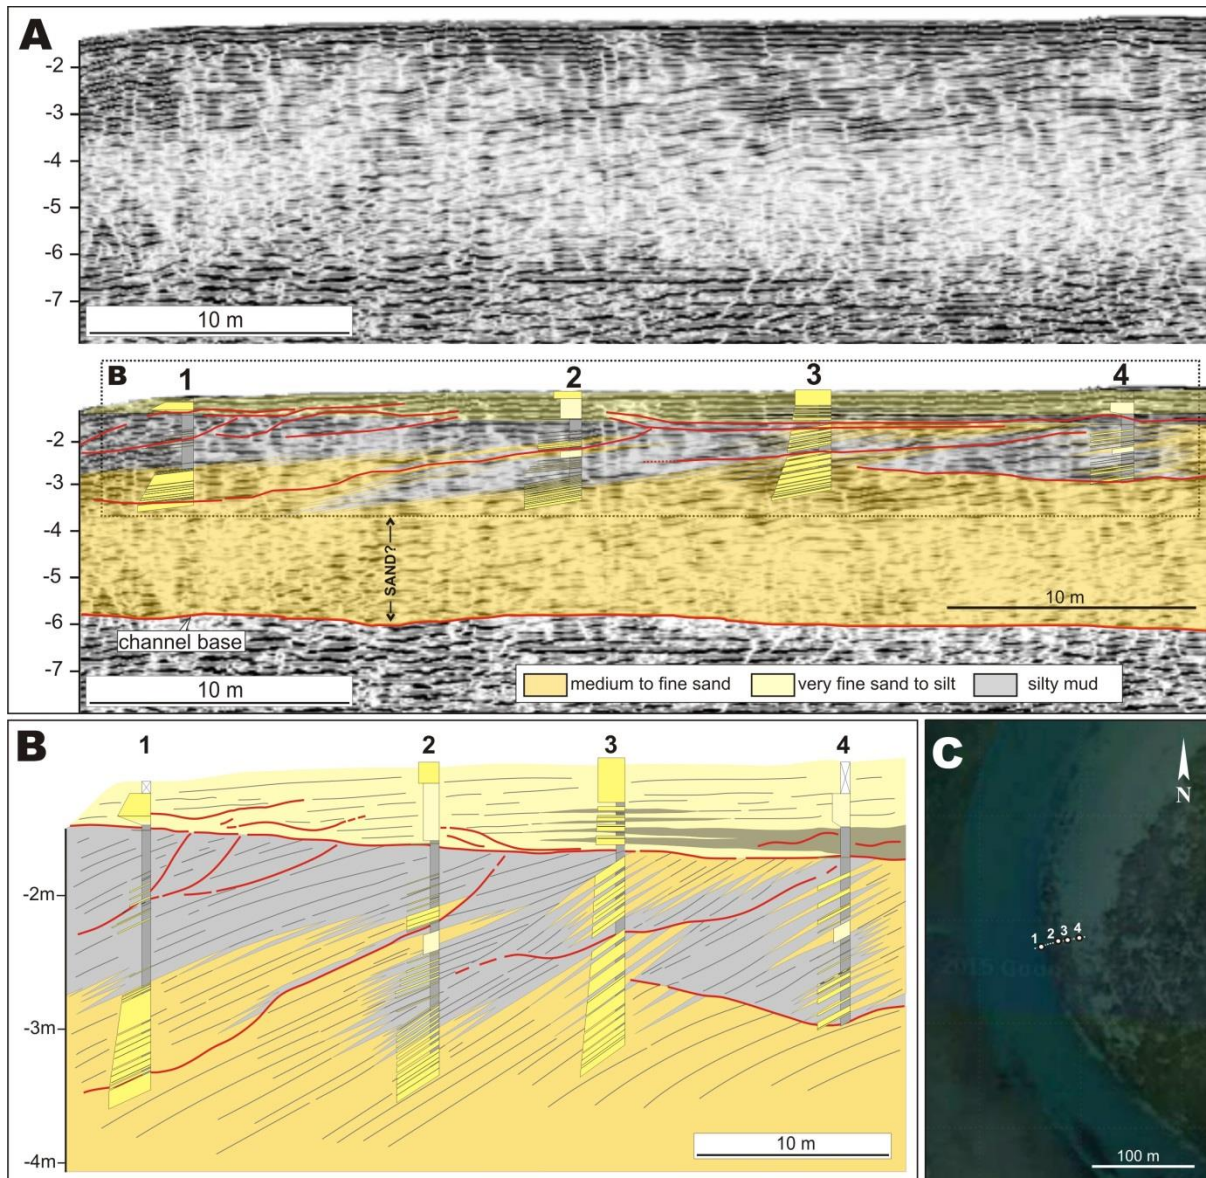 A
-2
-3
-4
-5
-6
-7
10 m
B
1 2 3 4
-2
-3
-4
-5
-6
-7
SAND?
10 m
channel base
10 m
medium to fine sand very fine sand to silt silty mud
B
1 2 3 4
-2m
-3m
-4m
10 m
C
N
1 2 3 4
100 m